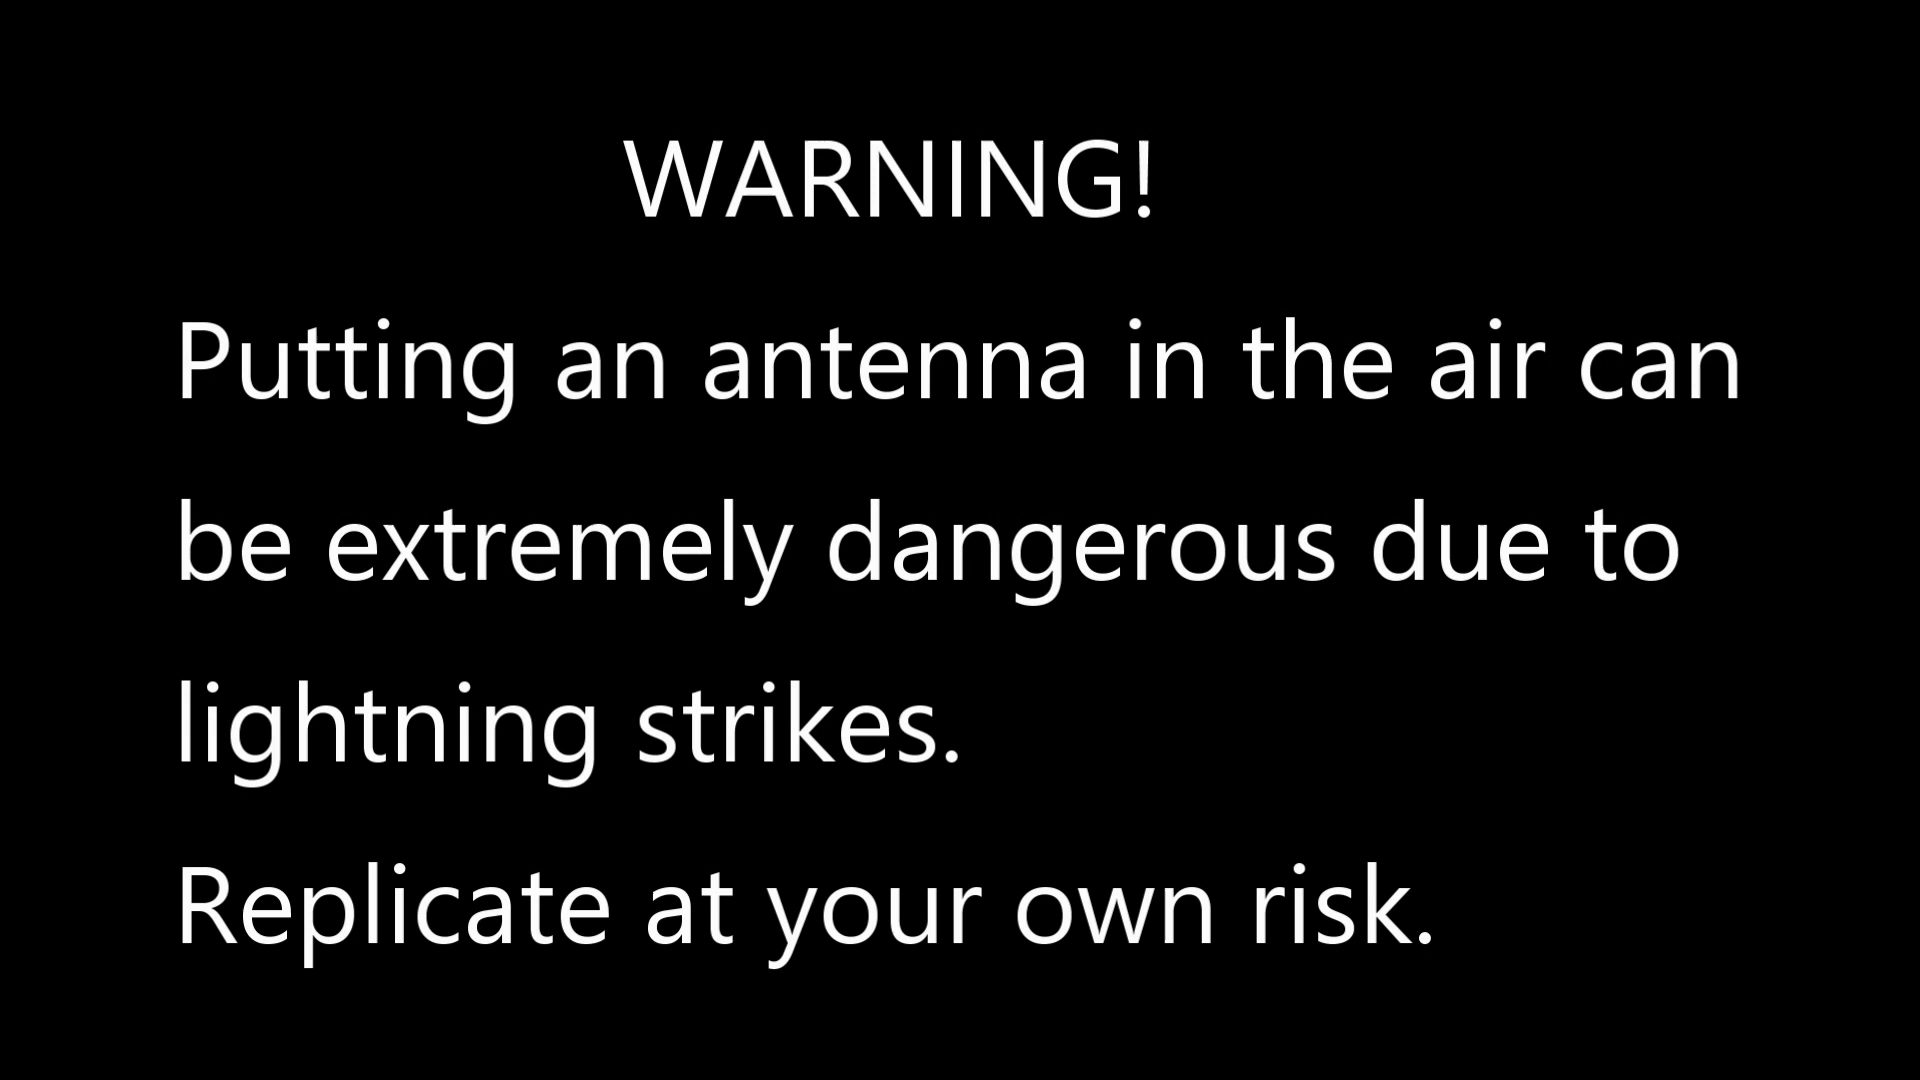 WARNING!
Putting an antenna in the air can
be extremely dangerous due to
lightning strikes.
Replicate at your own risk.